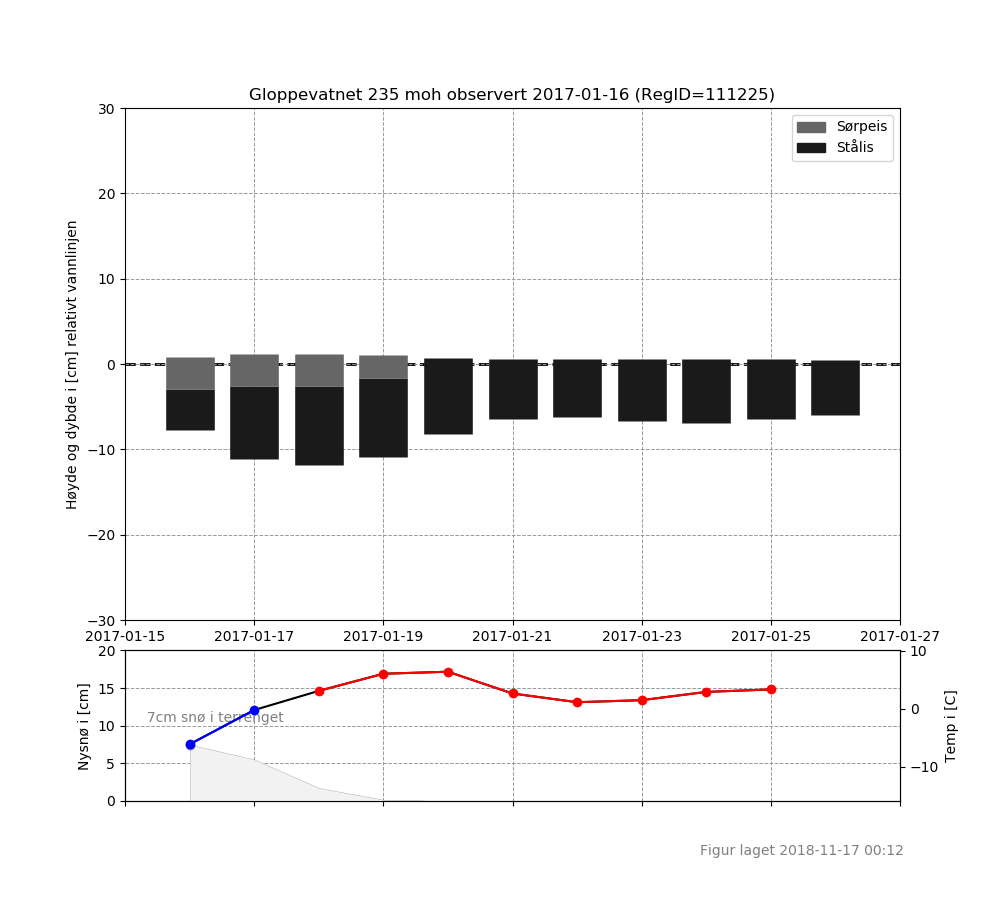 Gloppevatnet 235 moh observert 2017-01-16 (RegID=111225)
Sørpeis
Stålis
Høyde og dybde i [cm] relativt vannlinjen
30
20
10
0
−10
−20
−30
2017-01-15 2017-01-17 2017-01-19 2017-01-21 2017-01-23 2017-01-25 2017-01-27
Nysnø i [cm]
20
15
10
5
0
7cm snø i terrenget
10
0
−10
Temp i [C]
Figur laget 2018-11-17 00:12